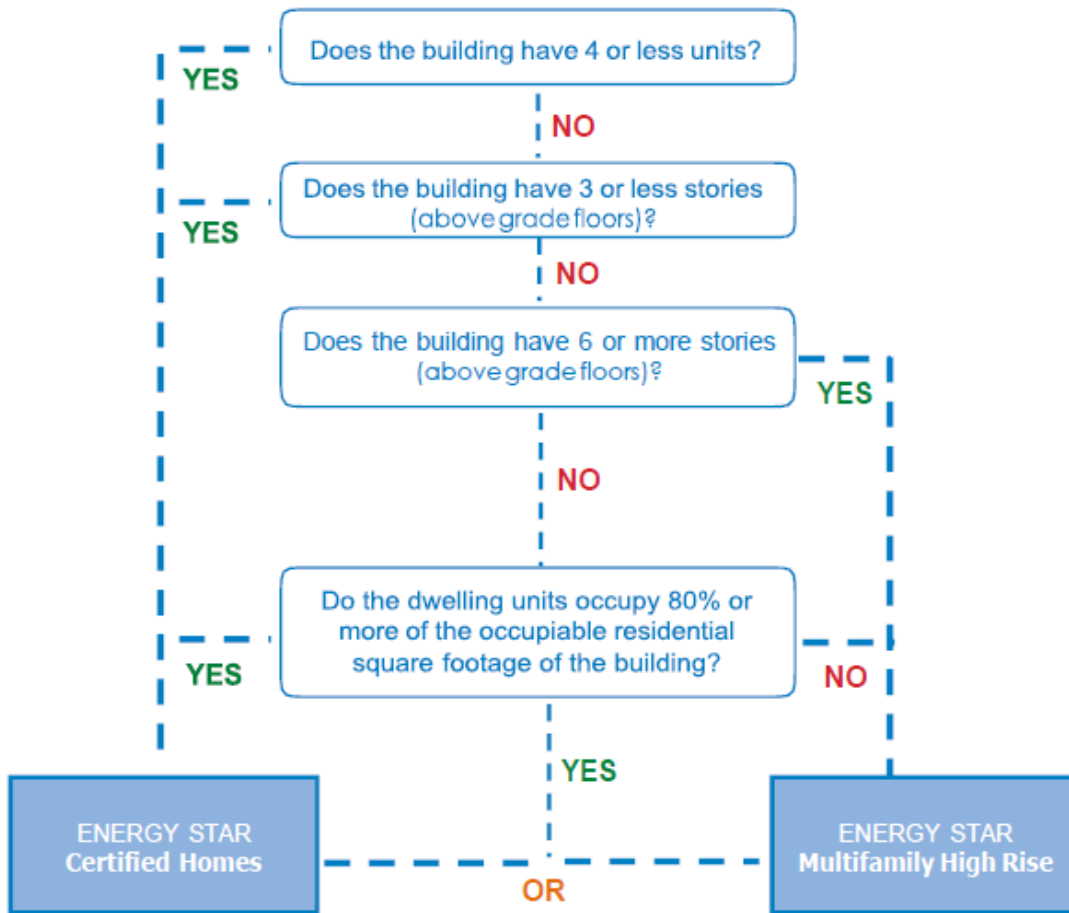 Does the building have 4 or less units?
YES
NO
Does the building have 3 or less stories
(above grade floors)?
YES
NO
Does the building have 6 or more stories
(above grade floors)?
YES
NO
Do the dwelling units occupy 80% or
more of the occupiable residential
square footage of the building?
YES
NO
YES
ENERGY STAR
Certified Homes
OR
ENERGY STAR
Multifamily High Rise